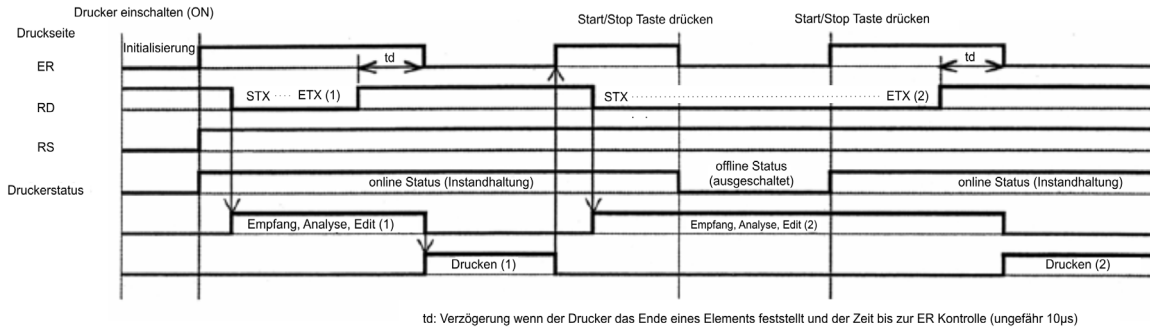 Drucker einschalten (ON)
Start/Stop Taste drücken
Start/Stop Taste drücken
Druckseite
Initialisierung
ER
td
td
RD
STX ····· ETX (1)
STX ···················· ETX (2)
RS
Druckerstatus
online Status (Instandhaltung)
offline Status
(ausgeschaltet)
online Status (Instandhaltung)
Empfang, Analyse, Edit (1)
Empfang, Analyse, Edit (2)
Drucken (1)
Drucken (2)
td: Verzögerung wenn der Drucker das Ende eines Elements feststellt und der Zeit bis zur ER Kontrolle (ungefähr 10µs)